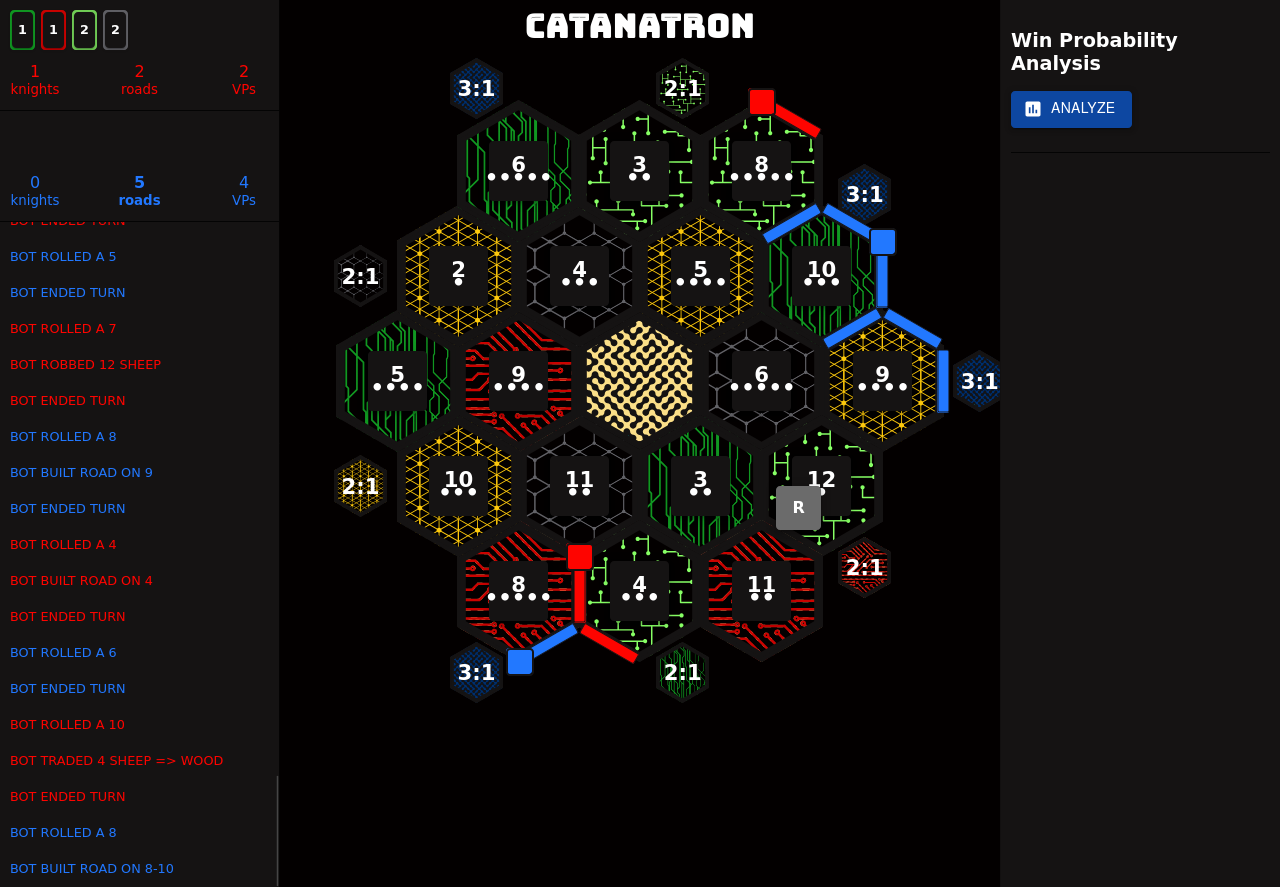 CATANATRON
1 1 2 2
1 2 2
knights roads VPs
0 5 4
knights roads VPs
BOT ENDED TURN
BOT ROLLED A 5
BOT ENDED TURN
BOT ROLLED A 7
BOT ROBBED 12 SHEEP
BOT ENDED TURN
BOT ROLLED A 8
BOT BUILT ROAD ON 9
BOT ENDED TURN
BOT ROLLED A 4
BOT BUILT ROAD ON 4
BOT ENDED TURN
BOT ROLLED A 6
BOT ENDED TURN
BOT ROLLED A 10
BOT TRADED 4 SHEEP => WOOD
BOT ENDED TURN
BOT ROLLED A 8
BOT BUILT ROAD ON 8-10
3:1 2:1
6 3 8
3:1
2:1 2 4 5 10
5 9 6 9 3:1
2:1 10 11 3 12
R
8 4 11 2:1
3:1 2:1
Win Probability
Analysis
ANALYZE